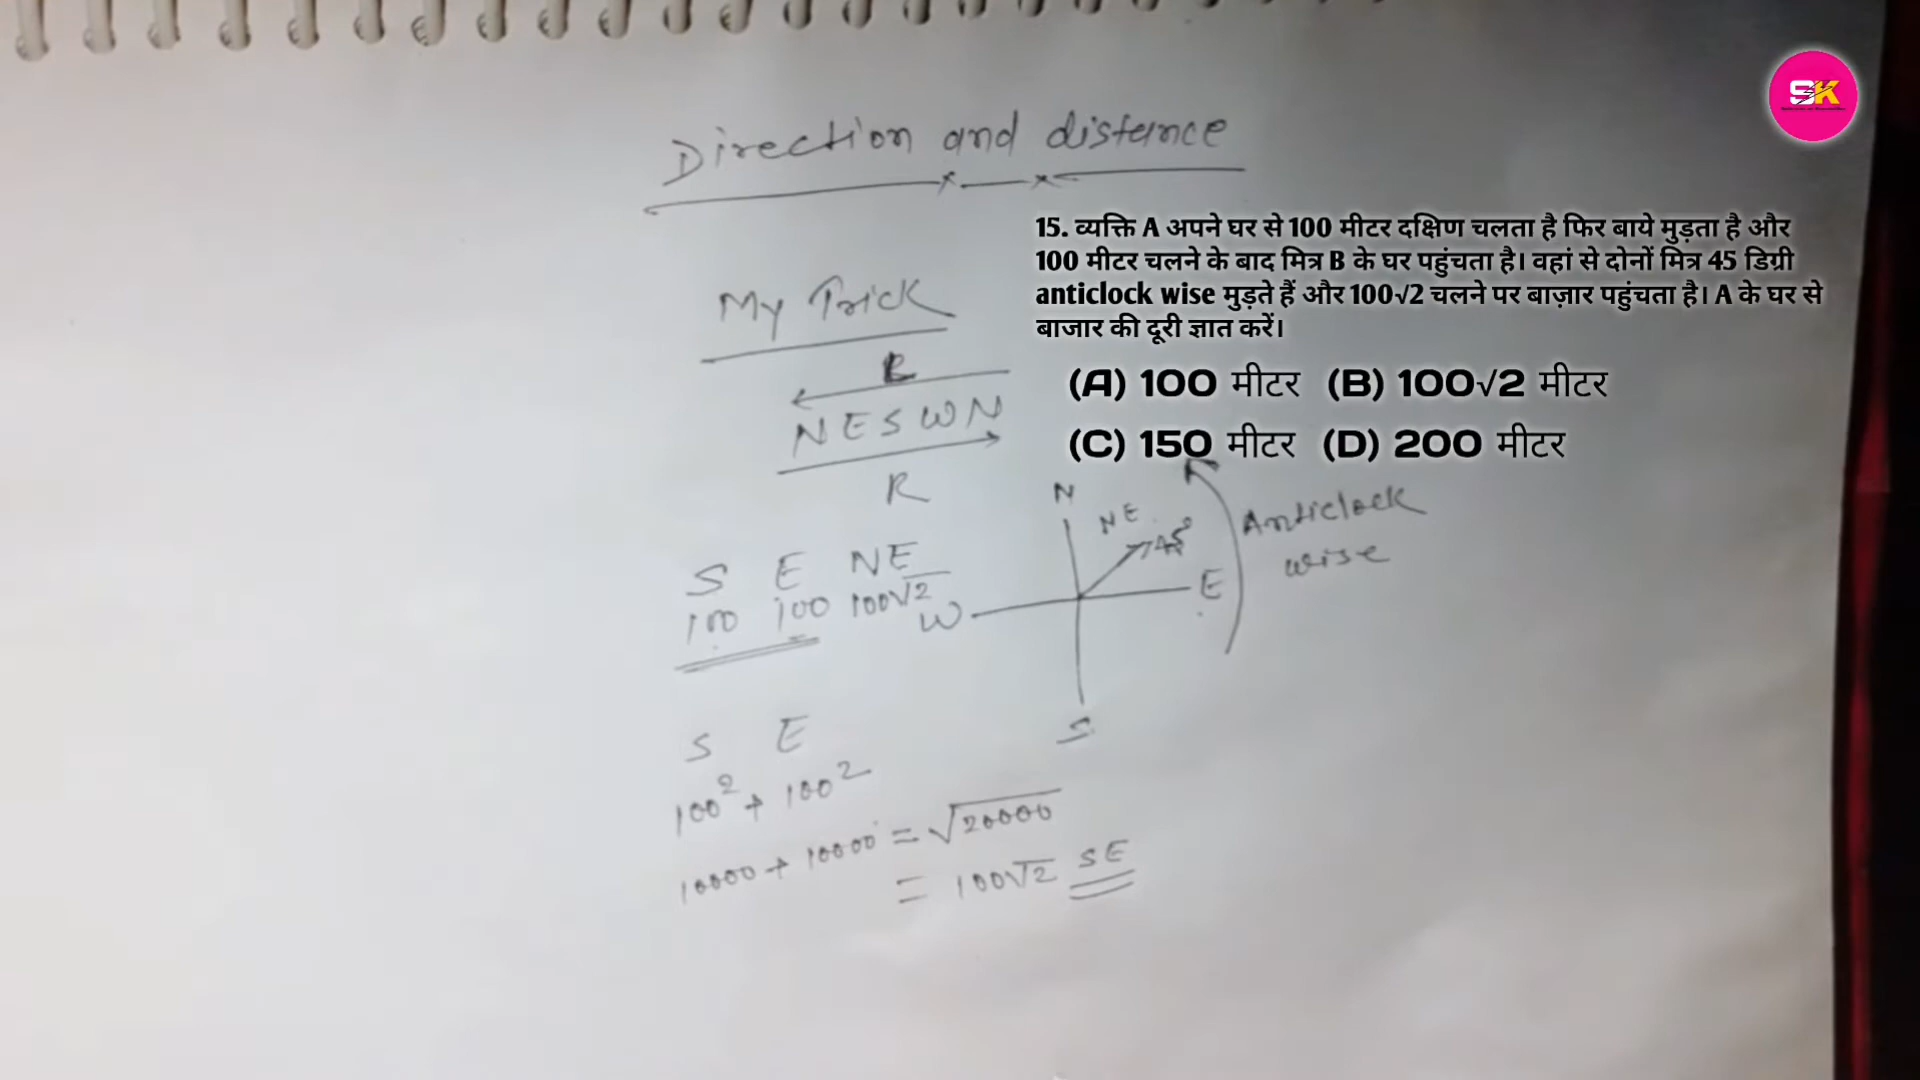 SK
Direction and distance
15. व्यक्ति A अपने घर से 100 मीटर दक्षिण चलता है फिर बाये मुड़ता है और
100 मीटर चलने के बाद मित्र B के घर पहुंचता है। वहां से दोनों मित्र 45 डिग्री
anticlock wise मुड़ते हैं और 100√2 चलने पर बाज़ार पहुंचता है। A के घर से
बाजार की दूरी ज्ञात करें।
(A) 100 मीटर (B) 100√2 मीटर
(C) 150 मीटर (D) 200 मीटर
My Trick
L
N E S W N
R
S E NE
100 100 100√2
N
NE
45°
E
W
S
Anticlock
wise
S E
100² + 100²
10000 + 10000 = √20000
= 100√2 SE